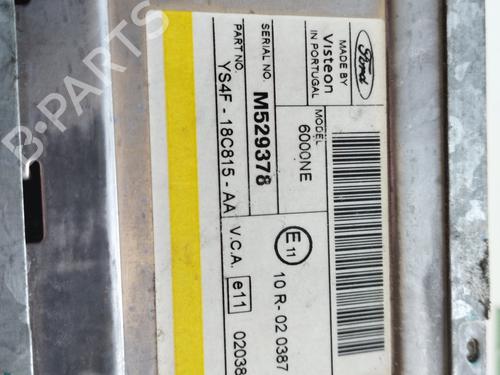 Ford
MADE BY
Visteon
IN PORTUGAL
MODEL
6000NE
SERIAL NO.
M529378
PART NO
YS4F - 18C815 - AA
E 11
10 R- 02 0387
V.C.A.
e11
02038
B-PARTS